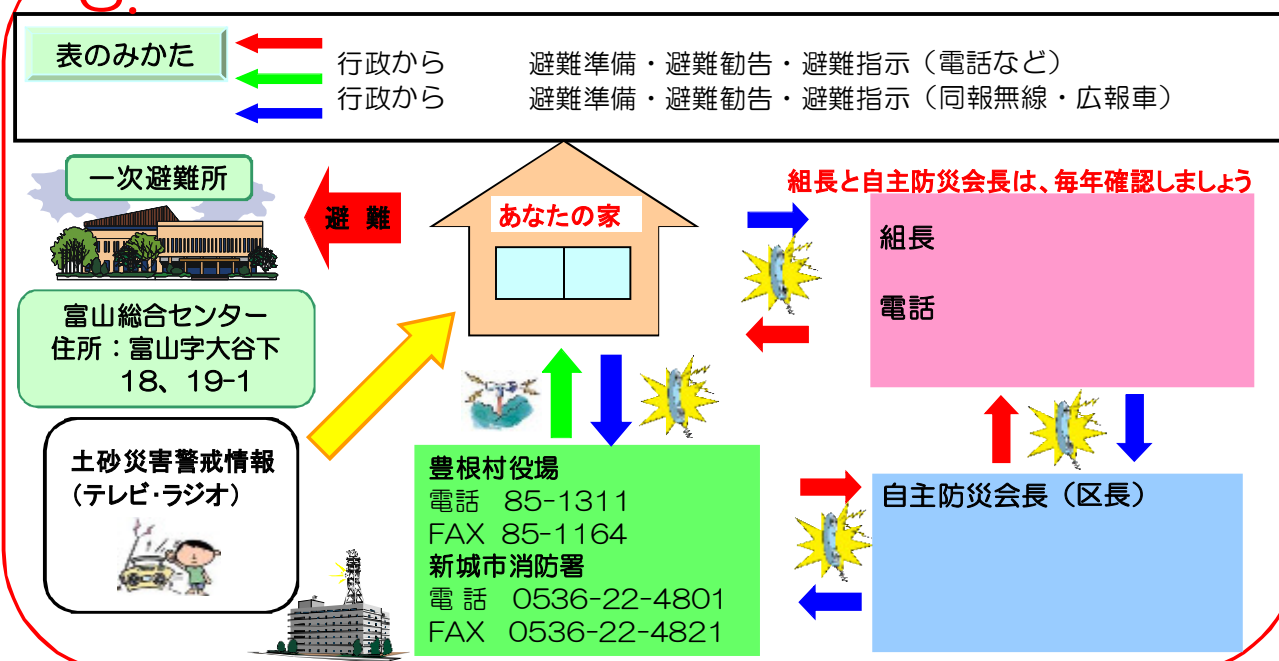 表のみかた
行政から 避難準備・避難勧告・避難指示（電話など）
行政から 避難準備・避難勧告・避難指示（同報無線・広報車）
一次避難所
避 難
あなたの家
組長と自主防災会長は、毎年確認しましょう
組長
電話
富山総合センター
住所：富山字大谷下
18、19-1
土砂災害警戒情報
（テレビ・ラジオ）
豊根村役場
電話 85-1311
FAX 85-1164
新城市消防署
電 話 0536-22-4801
FAX 0536-22-4821
自主防災会長（区長）